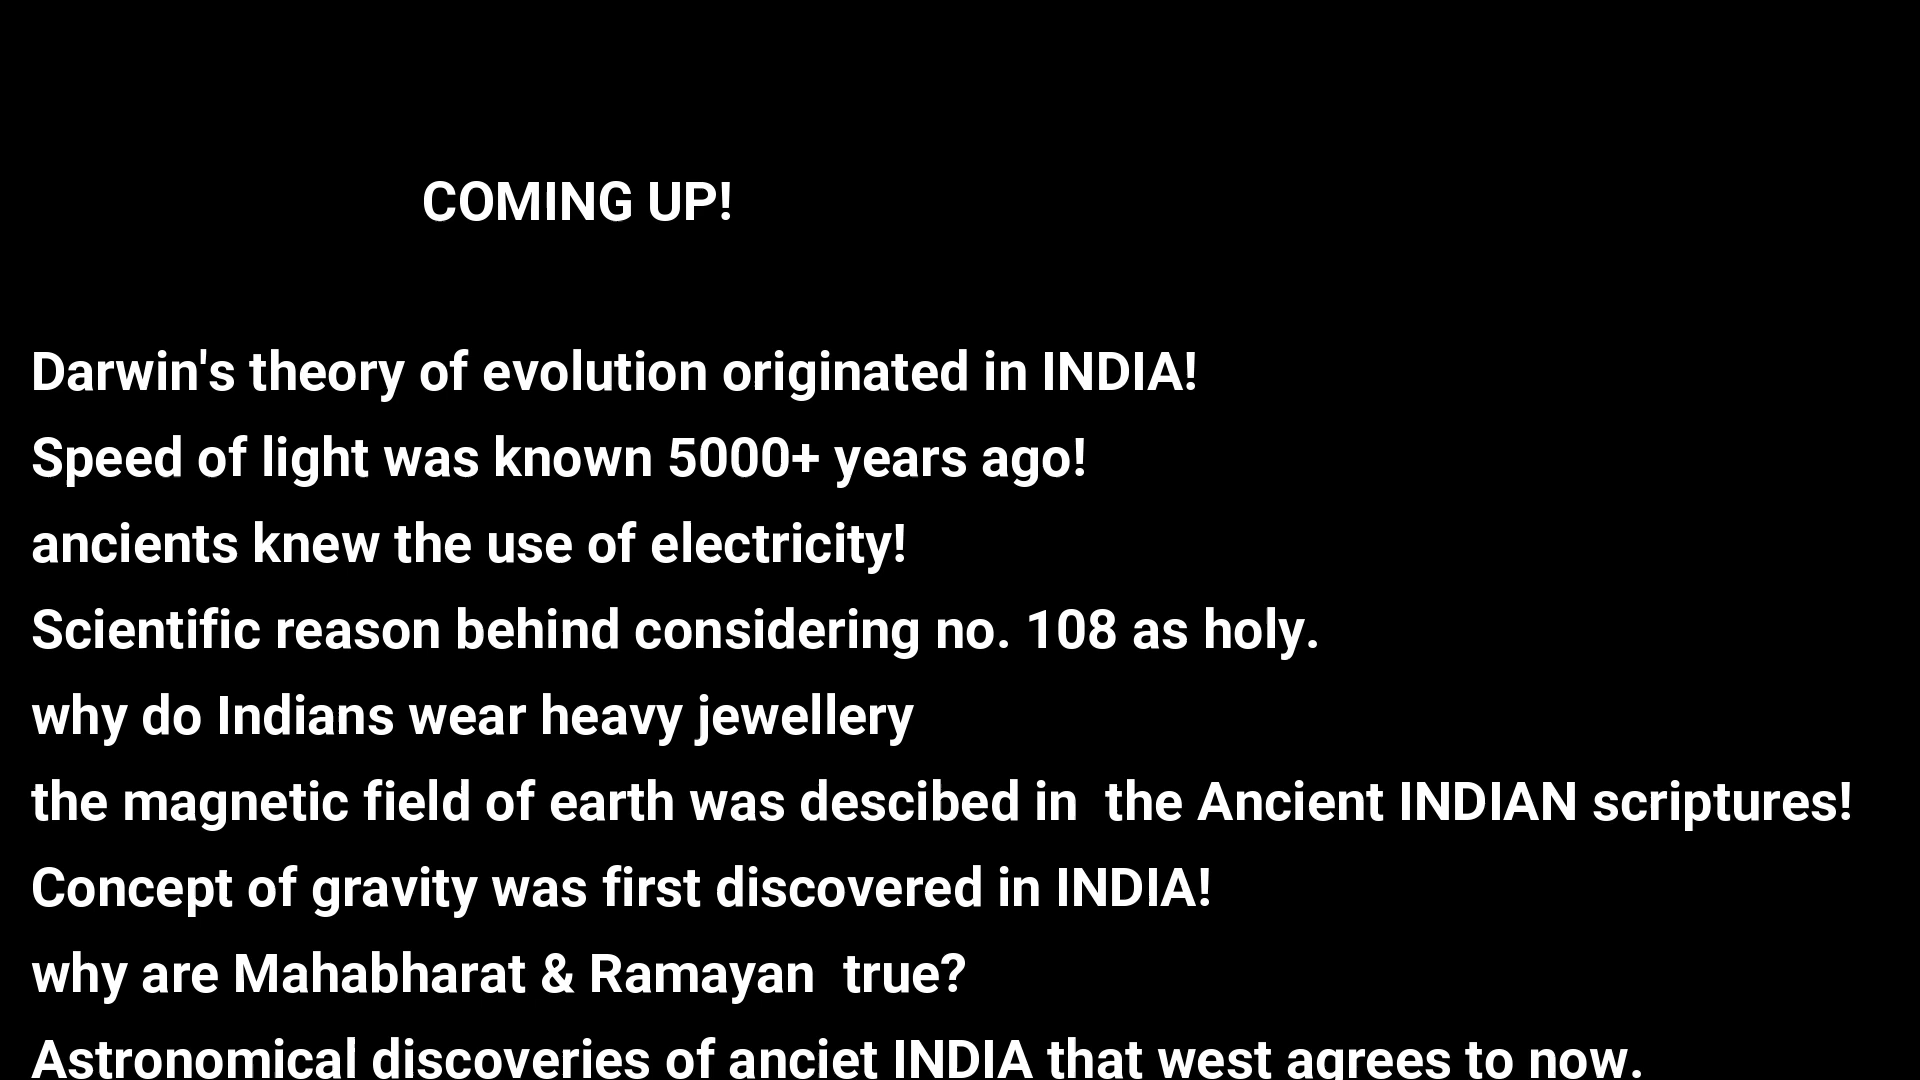 COMING UP!
Darwin's theory of evolution originated in INDIA!
Speed of light was known 5000+ years ago!
ancients knew the use of electricity!
Scientific reason behind considering no. 108 as holy.
why do Indians wear heavy jewellery
the magnetic field of earth was descibed in  the Ancient INDIAN scriptures!
Concept of gravity was first discovered in INDIA!
why are Mahabharat & Ramayan  true?
Astronomical discoveries of anciet INDIA that west agrees to now.